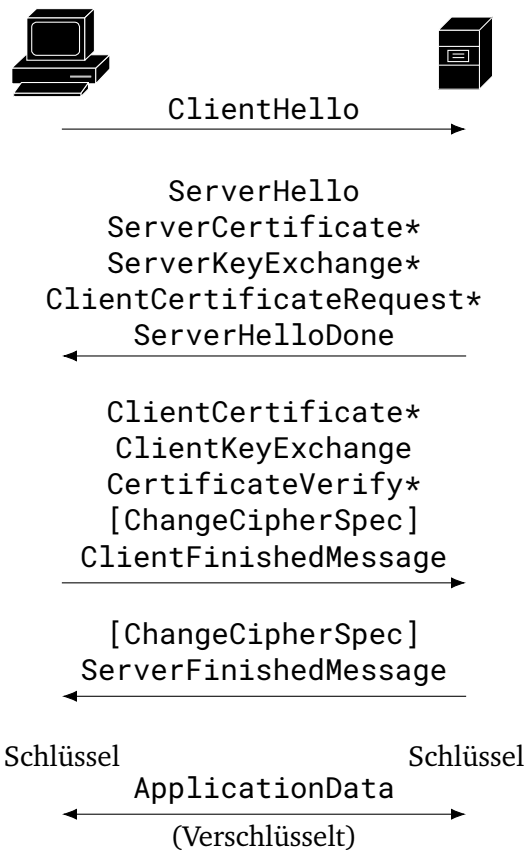 ClientHello
ServerHello
ServerCertificate*
ServerKeyExchange*
ClientCertificateRequest*
ServerHelloDone
ClientCertificate*
ClientKeyExchange
CertificateVerify*
[ChangeCipherSpec]
ClientFinishedMessage
[ChangeCipherSpec]
ServerFinishedMessage
Schlüssel Schlüssel
ApplicationData
(Verschlüsselt)